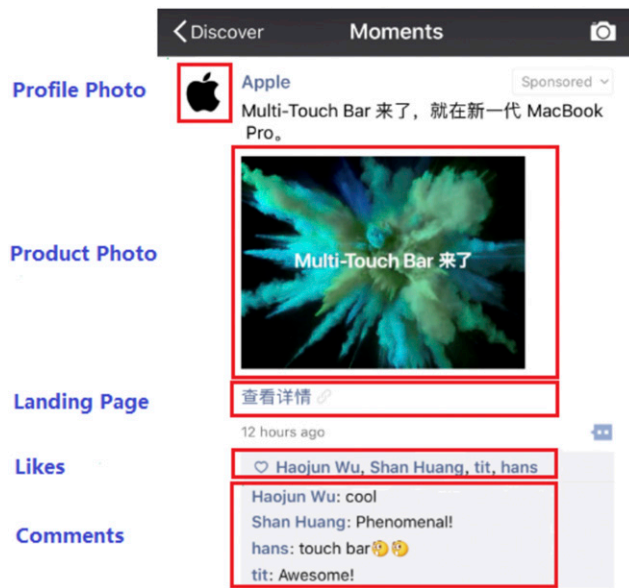 Discover Moments
Profile Photo
Apple Sponsored
Multi-Touch Bar 来了，就在新一代 MacBook
Pro。
Product Photo
Multi-Touch Bar 来了
Landing Page
查看详情
12 hours ago
Likes
Haojun Wu, Shan Huang, tit, hans
Comments
Haojun Wu: cool
Shan Huang: Phenomenal!
hans: touch bar🤔🤔
tit: Awesome!